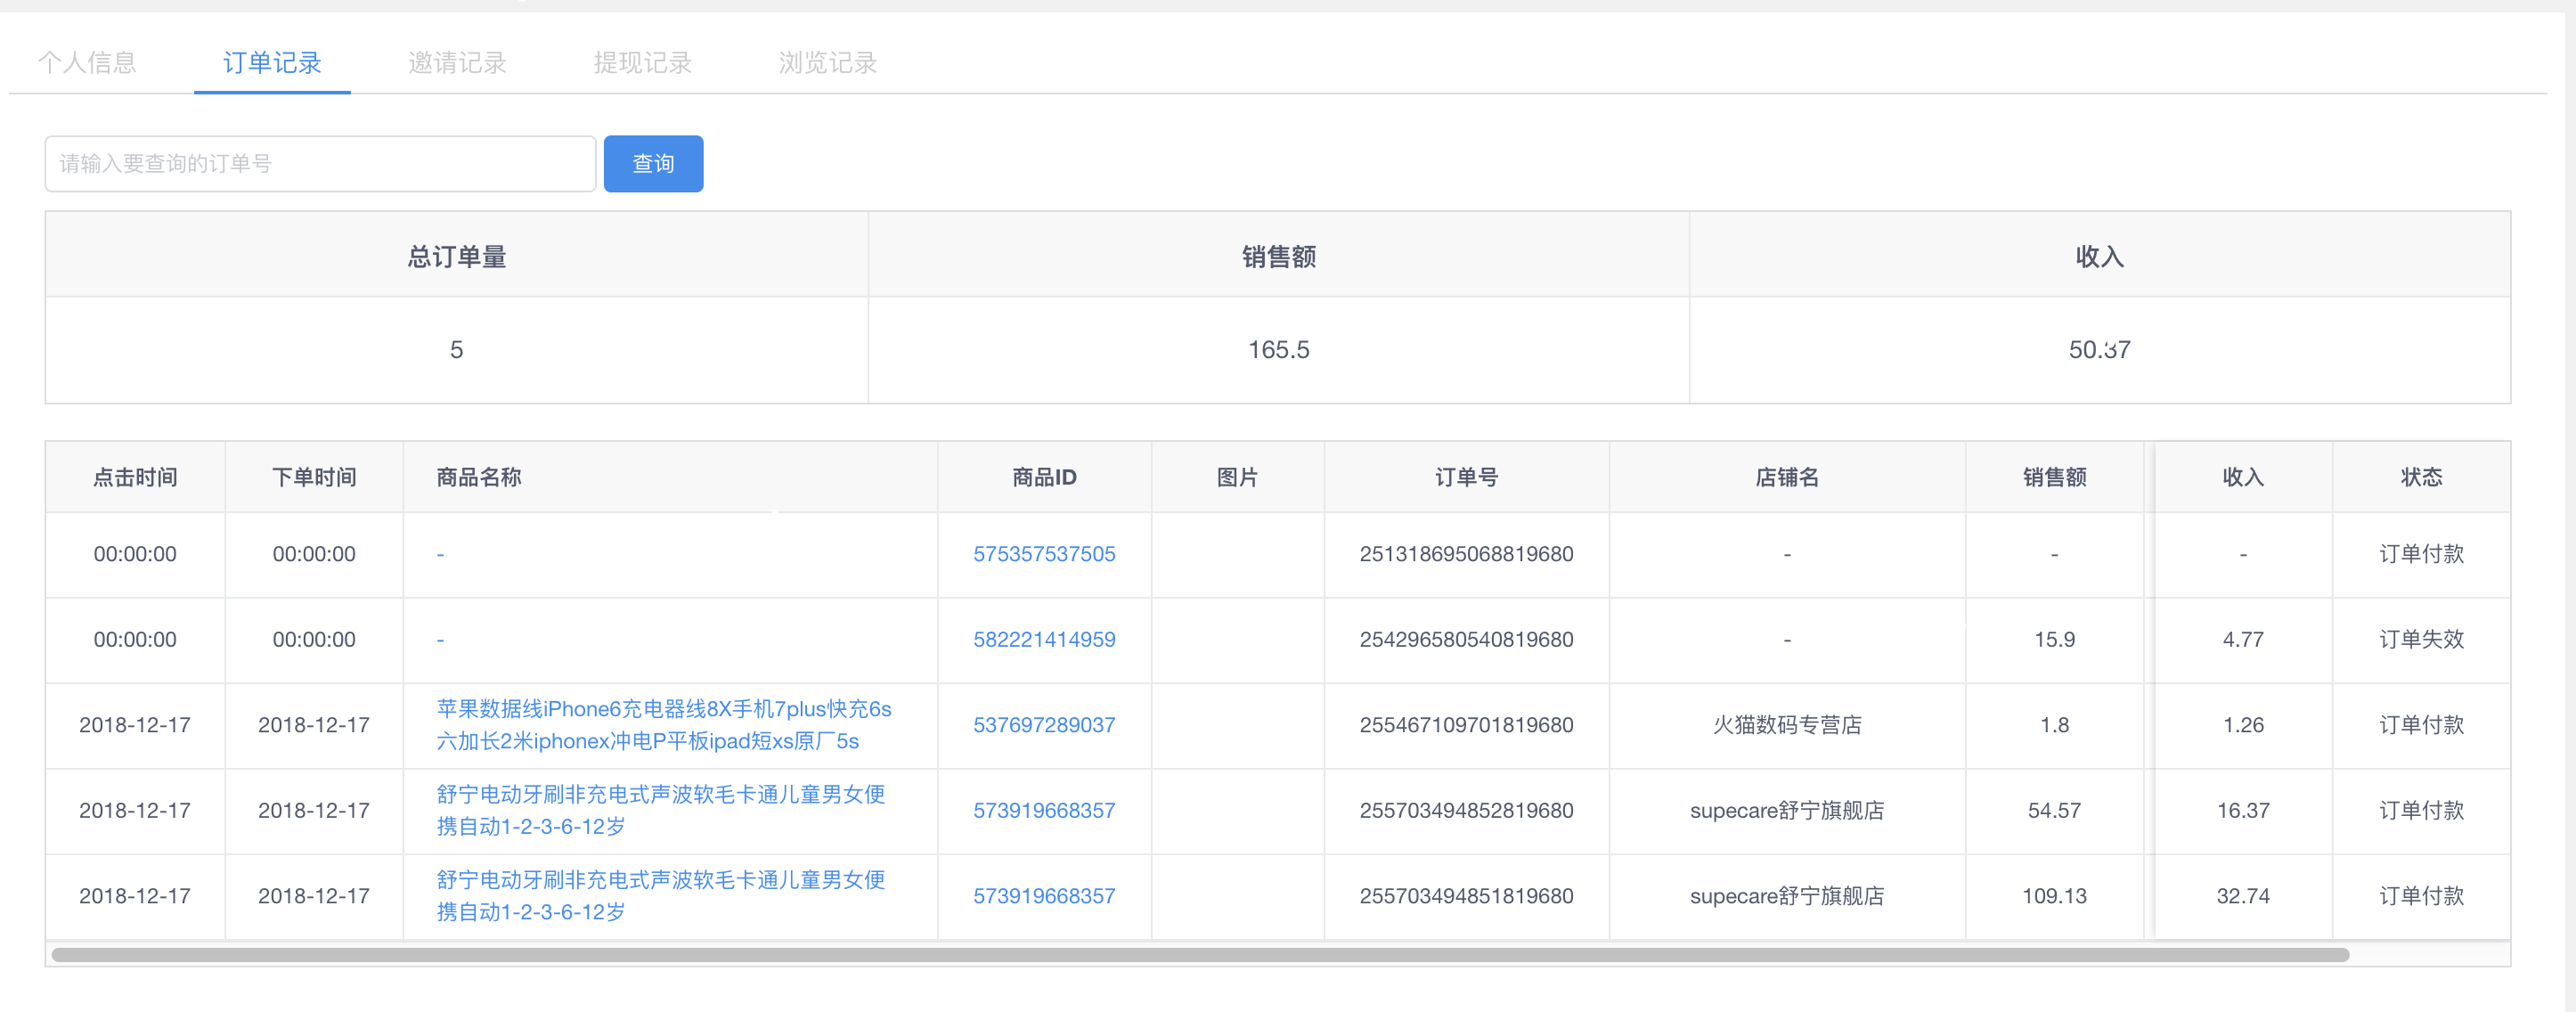 个人信息 订单记录 邀请记录 提现记录 浏览记录
请输入要查询的订单号 查询
总订单量 销售额 收入
5 165.5 50.37
点击时间 下单时间 商品名称 商品ID 图片 订单号 店铺名 销售额 收入 状态
00:00:00 00:00:00 - 575357537505 251318695068819680 - - - 订单付款
00:00:00 00:00:00 - 582221414959 254296580540819680 - 15.9 4.77 订单失效
2018-12-17 2018-12-17 苹果数据线iPhone6充电器线8X手机7plus快充6s
六加长2米iphonex冲电P平板ipad短xs原厂5s 537697289037 255467109701819680 火猫数码专营店 1.8 1.26 订单付款
2018-12-17 2018-12-17 舒宁电动牙刷非充电式声波软毛卡通儿童男女便
携自动1-2-3-6-12岁 573919668357 255703494852819680 supecare舒宁旗舰店 54.57 16.37 订单付款
2018-12-17 2018-12-17 舒宁电动牙刷非充电式声波软毛卡通儿童男女便
携自动1-2-3-6-12岁 573919668357 255703494851819680 supecare舒宁旗舰店 109.13 32.74 订单付款